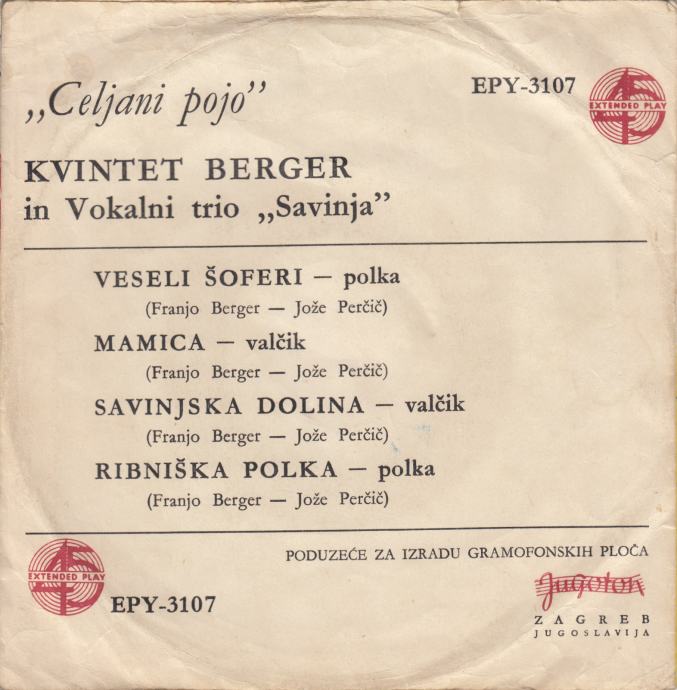 „Celjani pojo”
EPY-3107
45
EXTENDED PLAY
KVINTET BERGER
in Vokalni trio „Savinja”
VESELI ŠOFERI — polka
(Franjo Berger — Jože Perčič)
MAMICA — valčik
(Franjo Berger — Jože Perčič)
SAVINJSKA DOLINA — valčik
(Franjo Berger — Jože Perčič)
RIBNIŠKA POLKA — polka
(Franjo Berger — Jože Perčič)
45
EXTENDED PLAY
EPY-3107
PODUZEĆE ZA IZRADU GRAMOFONSKIH PLOČA
Jugoton
ZAGREB
JUGOSLAVIJA